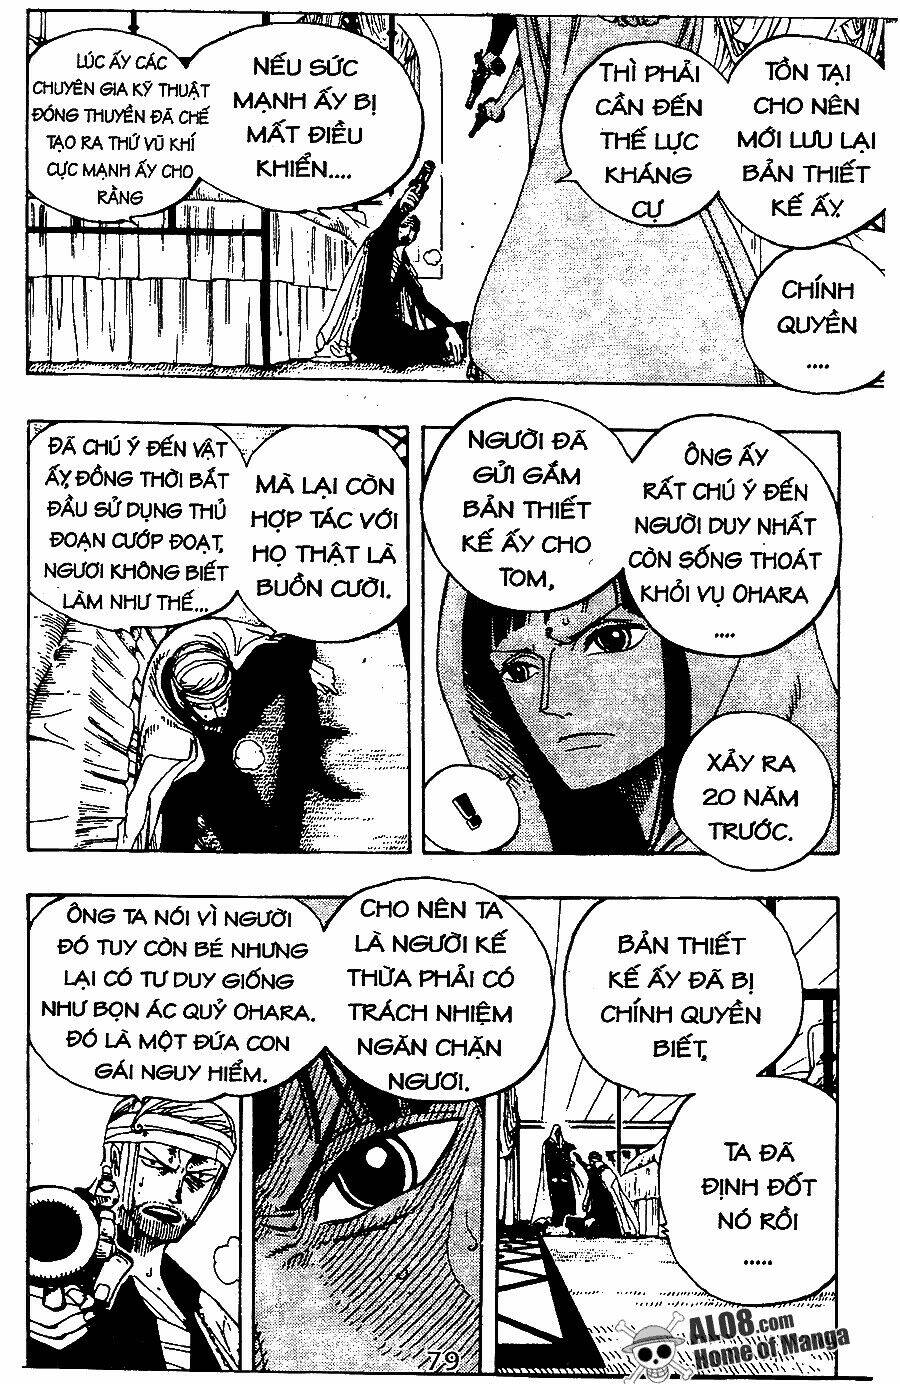 LÚC ẤY CÁC
CHUYÊN GIA KỸ THUẬT
ĐÓNG THUYỀN ĐÃ CHẾ
TẠO RA THỨ VŨ KHÍ
CỰC MẠNH ẤY CHO
RẰNG
NẾU SỨC
MẠNH ẤY BỊ
MẤT ĐIỀU
KHIỂN....
THÌ PHẢI
CẦN ĐẾN
THẾ LỰC
KHÁNG
CỰ
TỒN TẠI
CHO NÊN
MỚI LƯU LẠI
BẢN THIẾT
KẾ ẤY.
CHÍNH
QUYỀN
....
ĐÃ CHÚ Ý ĐẾN VẬT
ẤY, ĐỒNG THỜI BẮT
ĐẦU SỬ DỤNG THỦ
ĐOẠN CƯỚP ĐOẠT,
NGƯƠI KHÔNG BIẾT
LÀM NHƯ THẾ...
MÀ LẠI CÒN
HỢP TÁC VỚI
HỌ THẬT LÀ
BUỒN CƯỜI.
NGƯỜI ĐÃ
GỬI GẮM
BẢN THIẾT
KẾ ẤY CHO
TOM,
ÔNG ẤY
RẤT CHÚ Ý ĐẾN
NGƯỜI DUY NHẤT
CÒN SỐNG THOÁT
KHỎI VỤ OHARA
....
XẢY RA
20 NĂM
TRƯỚC.
!
ÔNG TA NÓI VÌ NGƯỜI
ĐÓ TUY CÒN BÉ NHƯNG
LẠI CÓ TƯ DUY GIỐNG
NHƯ BỌN ÁC QUỶ OHARA.
ĐÓ LÀ MỘT ĐỨA CON
GÁI NGUY HIỂM.
CHO NÊN TA
LÀ NGƯỜI KẾ
THỪA PHẢI CÓ
TRÁCH NHIỆM
NGĂN CHẶN
NGƯƠI.
BẢN THIẾT
KẾ ẤY ĐÃ BỊ
CHÍNH QUYỀN
BIẾT,
TA ĐÃ
ĐỊNH ĐỐT
NÓ RỒI
.....
79
ALO8.com
Home of Manga